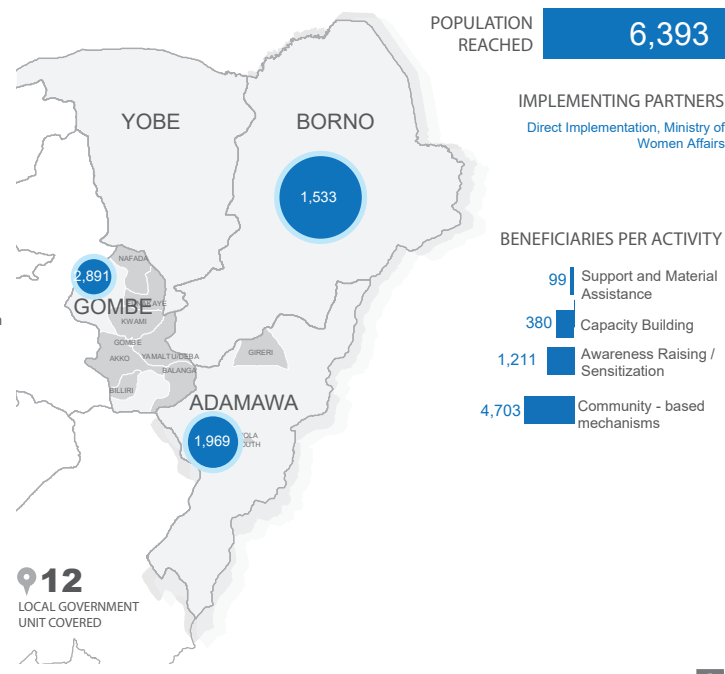 POPULATION
REACHED
6,393
IMPLEMENTING PARTNERS
Direct Implementation, Ministry of
Women Affairs
YOBE
BORNO
1,533
BENEFICIARIES PER ACTIVITY
99
Support and Material
Assistance
380
Capacity Building
1,211
Awareness Raising /
Sensitization
4,703
Community - based
mechanisms
NAFADA
2,891
GOMBE
KWAMI
GOMBE
AKKO
YAMALTU/DEBA
BALANGA
BILLIRI
GIRERI
ADAMAWA
1,969
12
LOCAL GOVERNMENT
UNIT COVERED